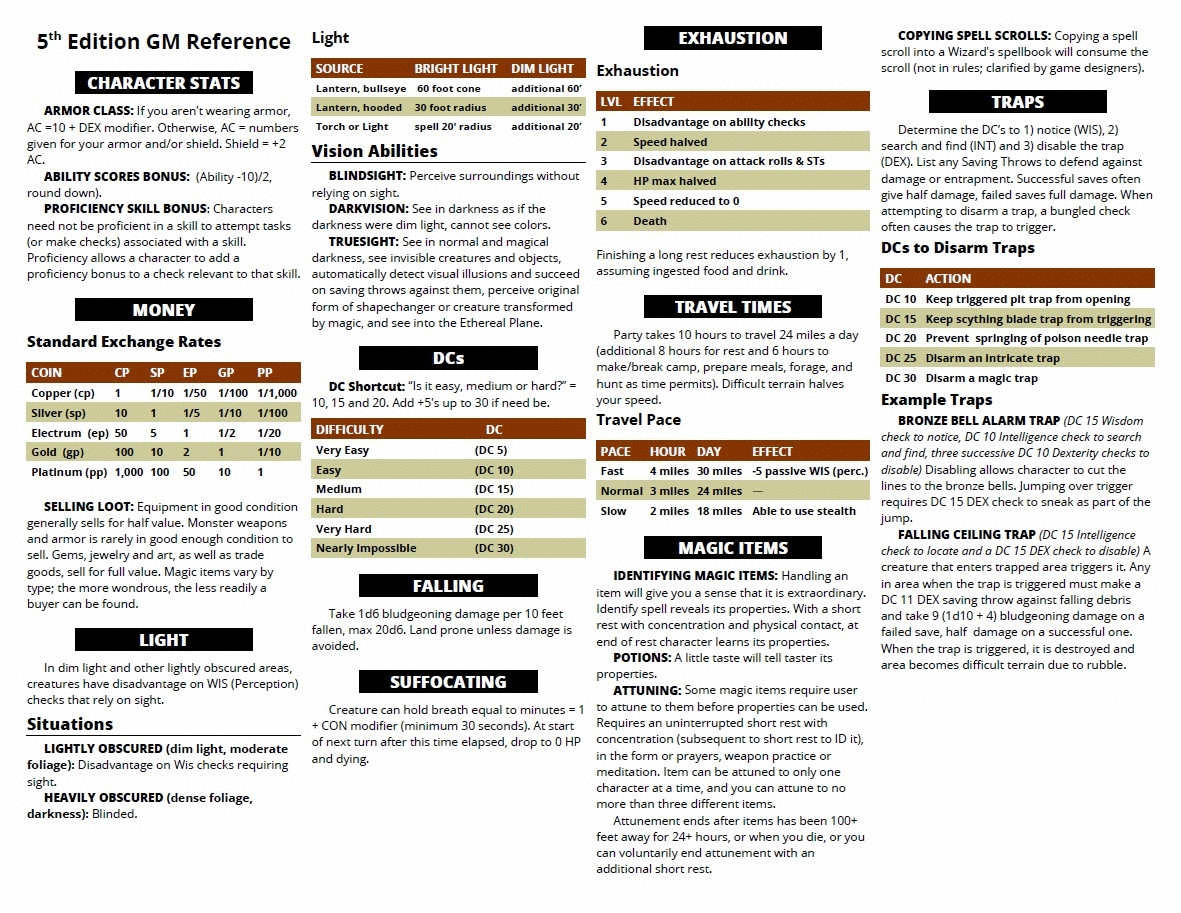 5th Edition GM Reference
CHARACTER STATS
ARMOR CLASS: If you aren't wearing armor,
AC =10 + DEX modifier. Otherwise, AC = numbers
given for your armor and/or shield. Shield = +2
AC.
ABILITY SCORES BONUS: (Ability -10)/2,
round down).
PROFICIENCY SKILL BONUS: Characters
need not be proficient in a skill to attempt tasks
(or make checks) associated with a skill.
Proficiency allows a character to add a
proficiency bonus to a check relevant to that skill.
MONEY
Standard Exchange Rates
COIN CP SP EP GP PP
Copper (cp) 1 1/10 1/50 1/100 1/1,000
Silver (sp) 10 1 1/5 1/10 1/100
Electrum (ep) 50 5 1 1/2 1/20
Gold (gp) 100 10 2 1 1/10
Platinum (pp) 1,000 100 50 10 1
SELLING LOOT: Equipment in good condition
generally sells for half value. Monster weapons
and armor is rarely in good enough condition to
sell. Gems, jewelry and art, as well as trade
goods, sell for full value. Magic items vary by
type; the more wondrous, the less readily a
buyer can be found.
LIGHT
In dim light and other lightly obscured areas,
creatures have disadvantage on WIS (Perception)
checks that rely on sight.
Situations
LIGHTLY OBSCURED (dim light, moderate
foliage): Disadvantage on Wis checks requiring
sight.
HEAVILY OBSCURED (dense foliage,
darkness): Blinded.
Light
SOURCE BRIGHT LIGHT DIM LIGHT
Lantern, bullseye 60 foot cone additional 60'
Lantern, hooded 30 foot radius additional 30'
Torch or Light spell 20' radius additional 20'
Vision Abilities
BLINDSIGHT: Perceive surroundings without
relying on sight.
DARKVISION: See in darkness as if the
darkness were dim light, cannot see colors.
TRUESIGHT: See in normal and magical
darkness, see invisible creatures and objects,
automatically detect visual illusions and succeed
on saving throws against them, perceive original
form of shapechanger or creature transformed
by magic, and see into the Ethereal Plane.
DCs
DC Shortcut: "Is it easy, medium or hard?" =
10, 15 and 20. Add +5's up to 30 if need be.
DIFFICULTY DC
Very Easy (DC 5)
Easy (DC 10)
Medium (DC 15)
Hard (DC 20)
Very Hard (DC 25)
Nearly Impossible (DC 30)
FALLING
Take 1d6 bludgeoning damage per 10 feet
fallen, max 20d6. Land prone unless damage is
avoided.
SUFFOCATING
Creature can hold breath equal to minutes = 1
+ CON modifier (minimum 30 seconds). At start
of next turn after this time elapsed, drop to 0 HP
and dying.
EXHAUSTION
Exhaustion
LVL EFFECT
1 Disadvantage on ability checks
2 Speed halved
3 Disadvantage on attack rolls & STs
4 HP max halved
5 Speed reduced to 0
6 Death
Finishing a long rest reduces exhaustion by 1,
assuming ingested food and drink.
TRAVEL TIMES
Party takes 10 hours to travel 24 miles a day
(additional 8 hours for rest and 6 hours to
make/break camp, prepare meals, forage, and
hunt as time permits). Difficult terrain halves
your speed.
Travel Pace
PACE HOUR DAY EFFECT
Fast 4 miles 30 miles -5 passive WIS (perc.)
Normal 3 miles 24 miles —
Slow 2 miles 18 miles Able to use stealth
MAGIC ITEMS
IDENTIFYING MAGIC ITEMS: Handling an
item will give you a sense that it is extraordinary.
Identify spell reveals its properties. With a short
rest with concentration and physical contact, at
end of rest character learns its properties.
POTIONS: A little taste will tell taster its
properties.
ATTUNING: Some magic items require user
to attune to them before properties can be used.
Requires an uninterrupted short rest with
concentration (subsequent to short rest to ID it),
in the form or prayers, weapon practice or
meditation. Item can be attuned to only one
character at a time, and you can attune to no
more than three different items.
Attunement ends after items has been 100+
feet away for 24+ hours, or when you die, or you
can voluntarily end attunement with an
additional short rest.
COPYING SPELL SCROLLS: Copying a spell
scroll into a Wizard's spellbook will consume the
scroll (not in rules; clarified by game designers).
TRAPS
Determine the DC's to 1) notice (WIS), 2)
search and find (INT) and 3) disable the trap
(DEX). List any Saving Throws to defend against
damage or entrapment. Successful saves often
give half damage, failed saves full damage. When
attempting to disarm a trap, a bungled check
often causes the trap to trigger.
DCs to Disarm Traps
DC ACTION
DC 10 Keep triggered pit trap from opening
DC 15 Keep scything blade trap from triggering
DC 20 Prevent springing of poison needle trap
DC 25 Disarm an intricate trap
DC 30 Disarm a magic trap
Example Traps
BRONZE BELL ALARM TRAP (DC 15 Wisdom
check to notice, DC 10 Intelligence check to search
and find, three successive DC 10 Dexterity checks to
disable) Disabling allows character to cut the
lines to the bronze bells. Jumping over trigger
requires DC 15 DEX check to sneak as part of the
jump.
FALLING CEILING TRAP (DC 15 Intelligence
check to locate and a DC 15 DEX check to disable) A
creature that enters trapped area triggers it. Any
in area when the trap is triggered must make a
DC 11 DEX saving throw against falling debris
and take 9 (1d10 + 4) bludgeoning damage on a
failed save, half damage on a successful one.
When the trap is triggered, it is destroyed and
area becomes difficult terrain due to rubble.